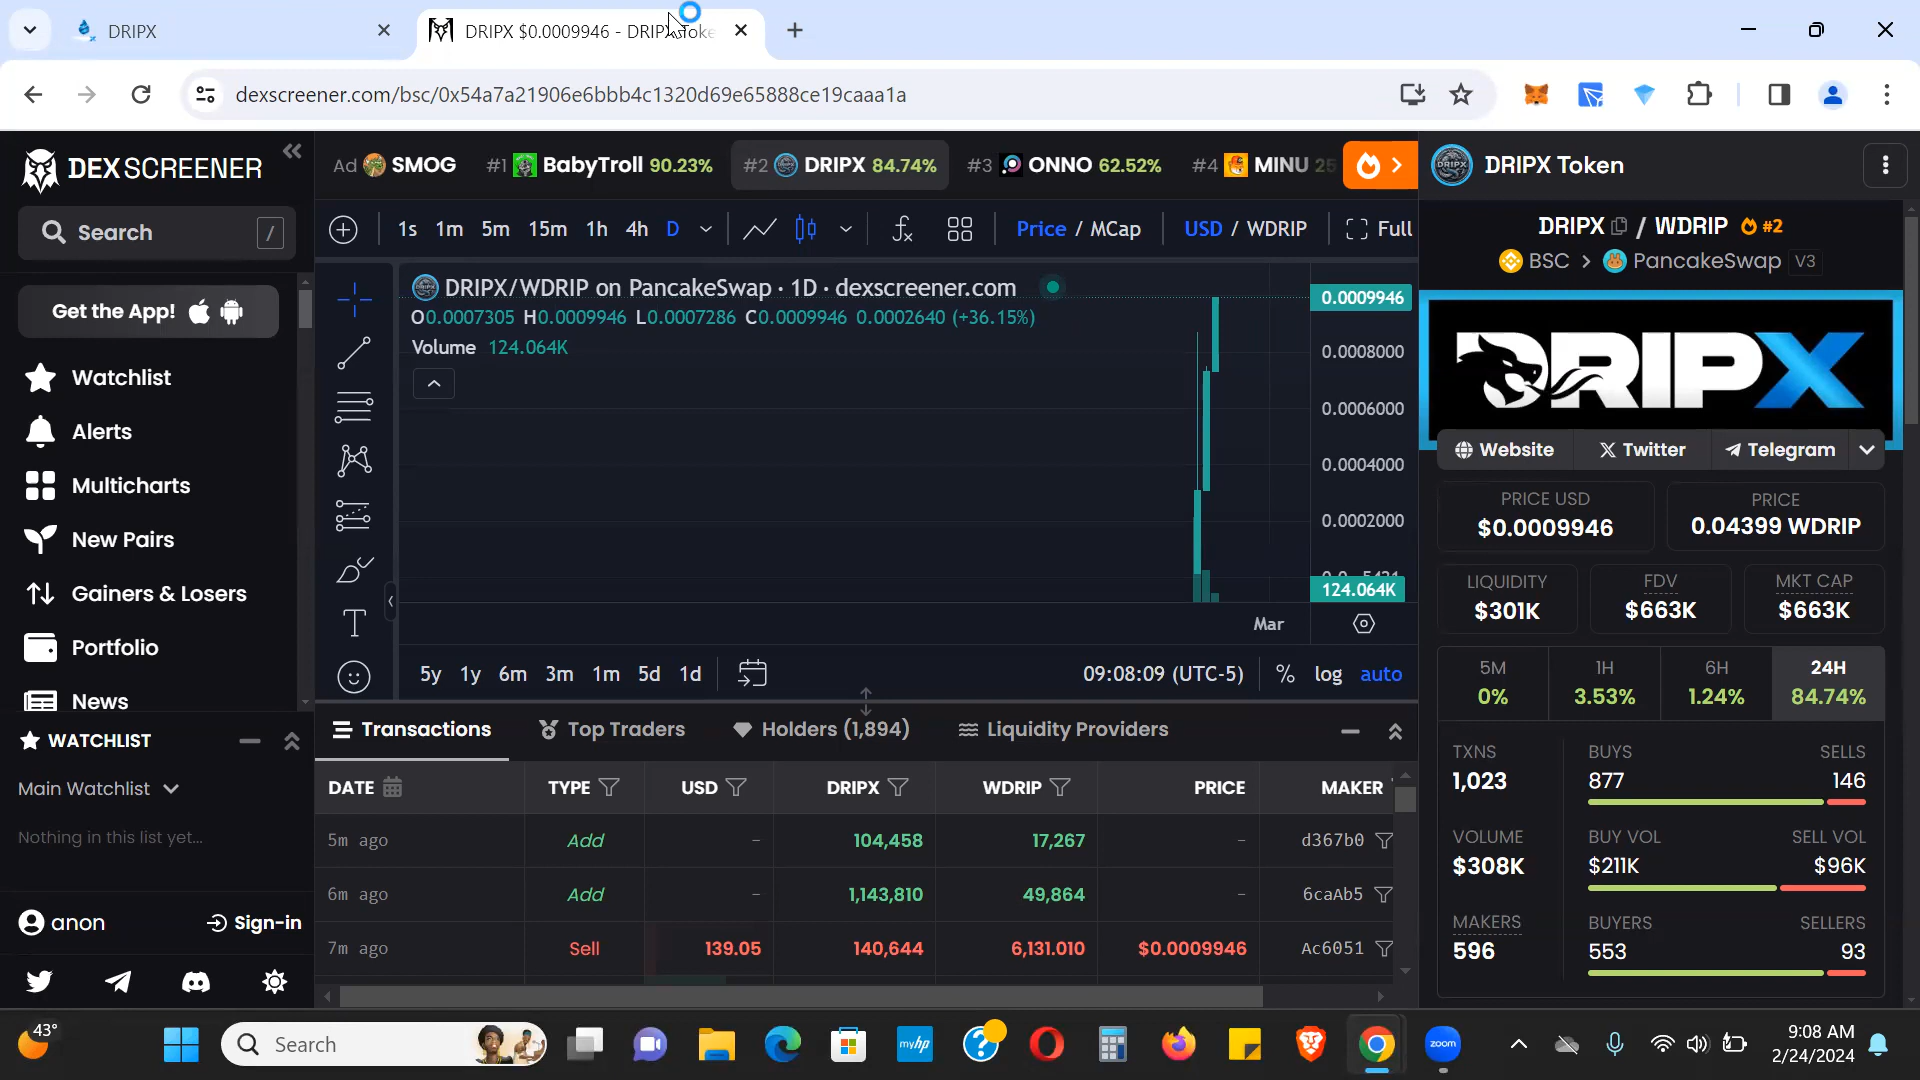 DRIPX
DRIPX $0.0009946 - DRIPX Toke
dexscreener.com/bsc/0x54a7a21906e6bbb4c1320d69e65888ce19caaa1a
DEX SCREENER
Ad SMOG #1 BabyTroll 90.23% #2 DRIPX 84.74% #3 ONNO 62.52% #4 MINU 25
DRIPX Token
Search /
1s 1m 5m 15m 1h 4h D Price / MCap USD / WDRIP Full
DRIPX / WDRIP #2
BSC > PancakeSwap V3
Get the App!
Watchlist
Alerts
Multicharts
New Pairs
Gainers & Losers
Portfolio
News
WATCHLIST
Main Watchlist
Nothing in this list yet...
anon Sign-in
DRIPX/WDRIP on PancakeSwap · 1D · dexscreener.com
O0.0007305 H0.0009946 L0.0007286 C0.0009946 0.0002640 (+36.15%)
Volume 124.064K
0.0009946
0.0008000
0.0006000
0.0004000
0.0002000
124.064K
Mar
5y 1y 6m 3m 1m 5d 1d 09:08:09 (UTC-5) % log auto
Transactions Top Traders Holders (1,894) Liquidity Providers
DATE TYPE USD DRIPX WDRIP PRICE MAKER
5m ago Add - 104,458 17,267 - d367b0
6m ago Add - 1,143,810 49,864 - 6caAb5
7m ago Sell 139.05 140,644 6,131.010 $0.0009946 Ac6051
DRIPX
Website Twitter Telegram
PRICE USD
$0.0009946
PRICE
0.04399 WDRIP
LIQUIDITY
$301K
FDV
$663K
MKT CAP
$663K
5M
0%
1H
3.53%
6H
1.24%
24H
84.74%
TXNS
1,023
BUYS
877
SELLS
146
VOLUME
$308K
BUY VOL
$211K
SELL VOL
$96K
MAKERS
596
BUYERS
553
SELLERS
93
43°
Search
myhp
zoom
9:08 AM
2/24/2024